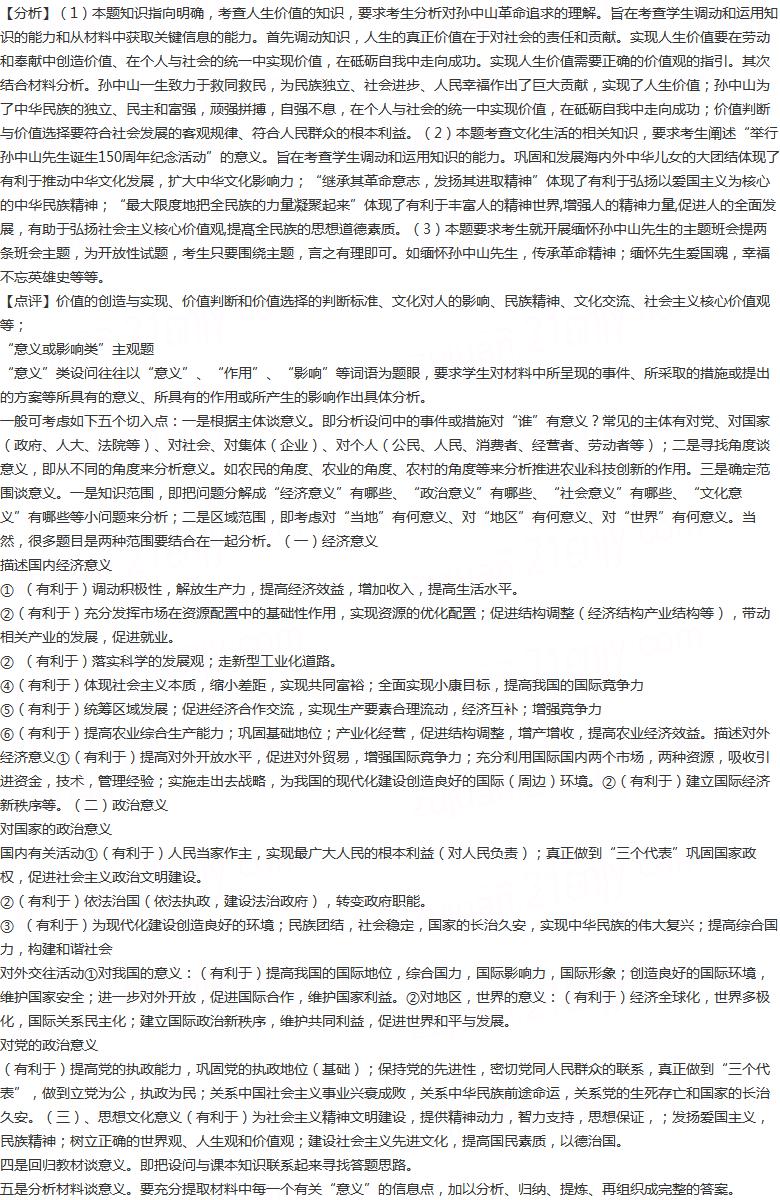 【分析】（1）本题知识指向明确，考查人生价值的知识，要求考生分析对孙中山革命追求的理解。旨在考查学生调动和运用知
识的能力和从材料中获取关键信息的能力。首先调动知识，人生的真正价值在于对社会的责任和贡献。实现人生价值要在劳动
和奉献中创造价值、在个人与社会的统一中实现价值，在砥砺自我中走向成功。实现人生价值需要正确的价值观的指引。其次
结合材料分析。孙中山一生致力于救同救民，为民族独立、社会进步、人民幸福作出了巨大贡献，实现了人生价值；孙中山为
了中华民族的独立、民主和富强，顽强拼搏，自强不息，在个人与社会的统一中实现价值，在砥砺自我中走向成功；价值判断
与价值选择要符合社会发展的客观规律、符合人民群众的根本利益。（2）本题考查文化生活的相关知识，要求考生阐述“举行
孙中山先生诞生150周年纪念活动”的意义。旨在考查学生调动和运用知识的能力。巩固和发展海内外中华儿女的大团结体现了
有利于推动中华文化发展，扩大中华文化影响力；“继承其革命意志，发扬其进取精神”体现了有利于弘扬以爱国主义为核心
的中华民族精神；“最大限度地把全民族的力量凝聚起来”体现了有利于丰富人的精神世界,增强人的精神力量,促进人的全面发
展，有助于弘扬社会主义核心价值观,提高全民族的思想道德素质。（3）本题要求考生就开展缅怀孙中山先生的主题班会提两
条班会主题，为开放性试题，考生只要围绕主题，言之有理即可。如缅怀孙中山先生，传承革命精神；缅怀先生爱国魂，幸福
不忘英雄史等等。
【点评】价值的创造与实现、价值判断和价值选择的判断标准、文化对人的影响、民族精神、文化交流、社会主义核心价值观
等；
“意义或影响类”主观题
“意义”类设问往往以“意义”、“作用”、“影响”等词语为题眼，要求学生对材料中所呈现的事件、所采取的措施或提出
的方案等所具有的意义、所具有的作用或所产生的影响作出具体分析。
一般可考虑如下五个切入点：一是根据主体谈意义。即分析设问中的事件或措施对“谁”有意义？常见的主体有对党、对国家
（政府、人大、法院等）、对社会、对集体（企业）、对个人（公民、人民、消费者、经营者、劳动者等）；二是寻找角度谈
意义，即从不同的角度来分析意义。如农民的角度、农业的角度、农村的角度等来分析推进农业科技创新的作用。三是确定范
围谈意义。一是知识范围，即把问题分解成“经济意义”有哪些、“政治意义”有哪些、“社会意义”有哪些、“文化意
义”有哪些等小问题来分析；二是区域范围，即考虑对“当地”有何意义、对“地区”有何意义、对“世界”有何意义。当
然，很多题目是两种范围要结合在一起分析。（一）经济意义
描述国内经济意义
① （有利于）调动积极性，解放生产力，提高经济效益，增加收入，提高生活水平。
②（有利于）充分发挥市场在资源配置中的基础性作用，实现资源的优化配置；促进结构调整（经济结构产业结构等），带动
相关产业的发展，促进就业。
② （有利于）落实科学的发展观；走新型工业化道路。
④（有利于）体现社会主义本质，缩小差距，实现共同富裕；全面实现小康目标，提高我国的国际竞争力
⑤（有利于）统筹区域发展；促进经济合作交流，实现生产要素合理流动，经济互补；增强竞争力
⑥（有利于）提高农业综合生产能力；巩固基础地位；产业化经营，促进结构调整，增产增收，提高农业经济效益。描述对外
经济意义①（有利于）提高对外开放水平，促进对外贸易，增强国际竞争力；充分利用国际国内两个市场，两种资源，吸收引
进资金，技术，管理经验；实施走出去战略，为我国的现代化建设创造良好的国际（周边）环境。②（有利于）建立国际经济
新秩序等。（二）政治意义
对国家的政治意义
国内有关活动①（有利于）人民当家作主，实现最广大人民的根本利益（对人民负责）；真正做到“三个代表”巩固国家政
权，促进社会主义政治文明建设。
②（有利于）依法治国（依法执政，建设法治政府），转变政府职能。
③ （有利于）为现代化建设创造良好的环境；民族团结，社会稳定，国家的长治久安，实现中华民族的伟大复兴；提高综合国
力，构建和谐社会
对外交往活动①对我国的意义：（有利于）提高我国的国际地位，综合国力，国际影响力，国际形象；创造良好的国际环境，
维护国家安全；进一步对外开放，促进国际合作，维护国家利益。②对地区，世界的意义：（有利于）经济全球化，世界多极
化，国际关系民主化；建立国际政治新秩序，维护共同利益，促进世界和平与发展。
对党的政治意义
（有利于）提高党的执政能力，巩固党的执政地位（基础）；保持党的先进性，密切党同人民群众的联系，真正做到“三个代
表”，做到立党为公，执政为民；关系中国社会主义事业兴衰成败，关系中华民族前途命运，关系党的生死存亡和国家的长治
久安。（三）、思想文化意义（有利于）为社会主义精神文明建设，提供精神动力，智力支持，思想保证，；发扬爱国主义，
民族精神；树立正确的世界观、人生观和价值观；建设社会主义先进文化，提高国民素质，以德治国。
四是回归教材谈意义。即把设问与课本知识联系起来寻找答题思路。
五是分析材料谈意义。要充分提取材料中每一个有关“意义”的信息点，加以分析、归纳、提炼、再组织成完整的答案。